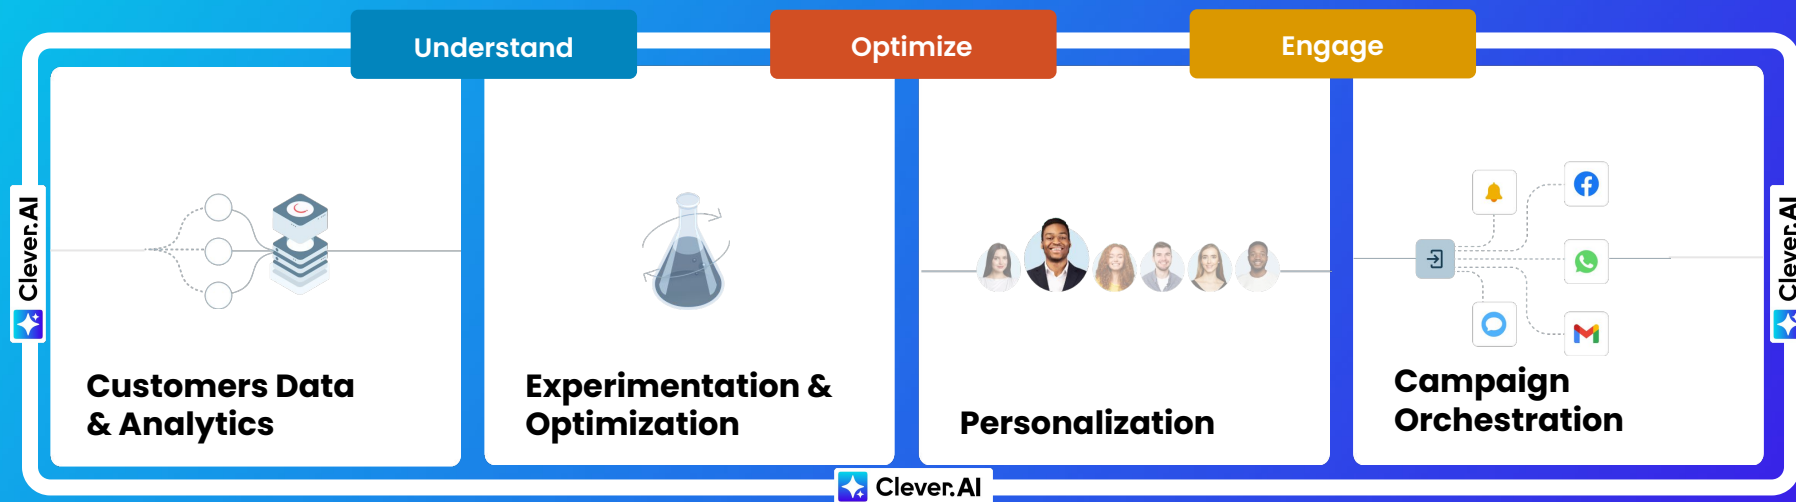 Understand
Optimize
Engage
Clever.AI
Customers Data
& Analytics
Experimentation &
Optimization
Personalization
Campaign
Orchestration
Clever.AI
Clever.AI